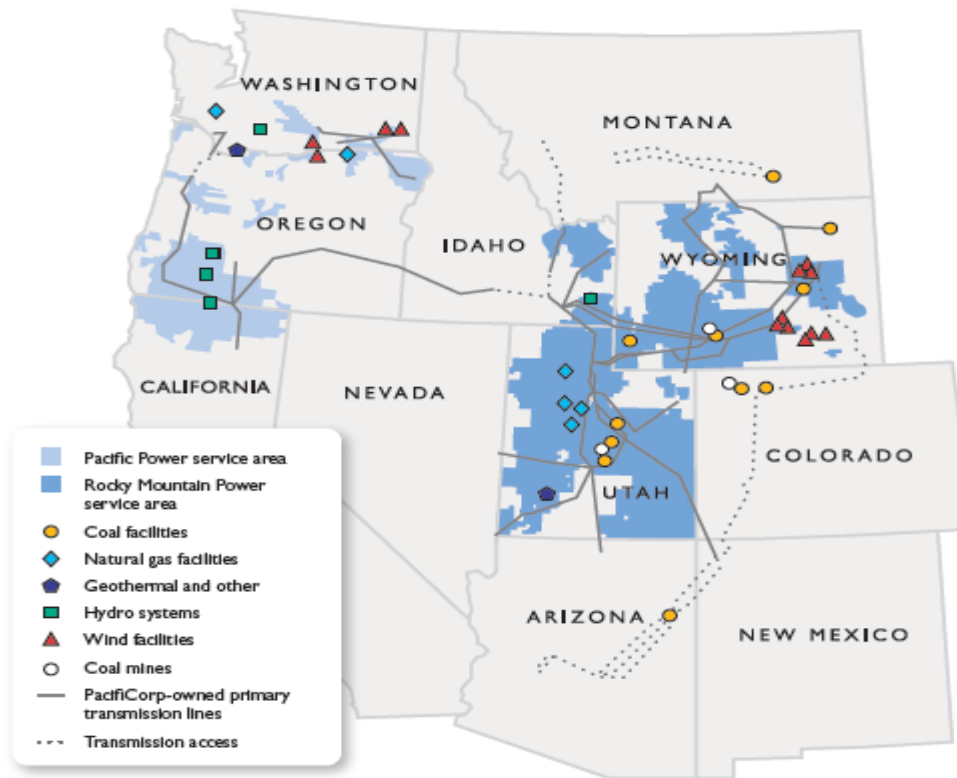 WASHINGTON
MONTANA
OREGON
IDAHO
WYOMING
CALIFORNIA
NEVADA
UTAH
COLORADO
ARIZONA
NEW MEXICO
Pacific Power service area
Rocky Mountain Power
service area
Coal facilities
Natural gas facilities
Geothermal and other
Hydro systems
Wind facilities
Coal mines
PacifiCorp-owned primary
transmission lines
Transmission access